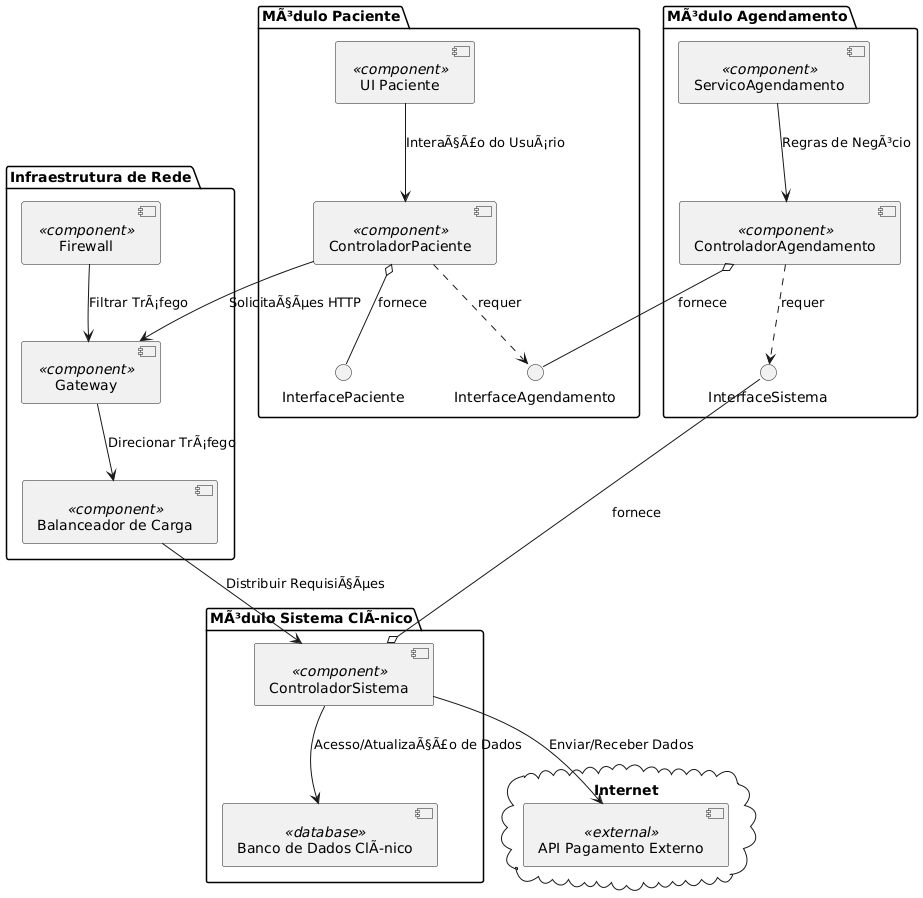 MÃ³dulo Paciente
MÃ³dulo Agendamento
«component»
UI Paciente
«component»
ServicoAgendamento
InteraÃ§Ã£o do UsuÃ¡rio
Regras de NegÃ³cio
Infraestrutura de Rede
«component»
Firewall
«component»
ControladorPaciente
«component»
ControladorAgendamento
Filtrar TrÃ¡fego
SolicitaÃ§Ãµes HTTP
fornece
requer
fornece
requer
«component»
Gateway
InterfacePaciente
InterfaceAgendamento
InterfaceSistema
Direcionar TrÃ¡fego
«component»
Balanceador de Carga
fornece
Distribuir RequisiÃ§Ãµes
MÃ³dulo Sistema ClÃ-nico
«component»
ControladorSistema
Acesso/AtualizaÃ§Ã£o de Dados
Enviar/Receber Dados
Internet
«database»
Banco de Dados ClÃ-nico
«external»
API Pagamento Externo